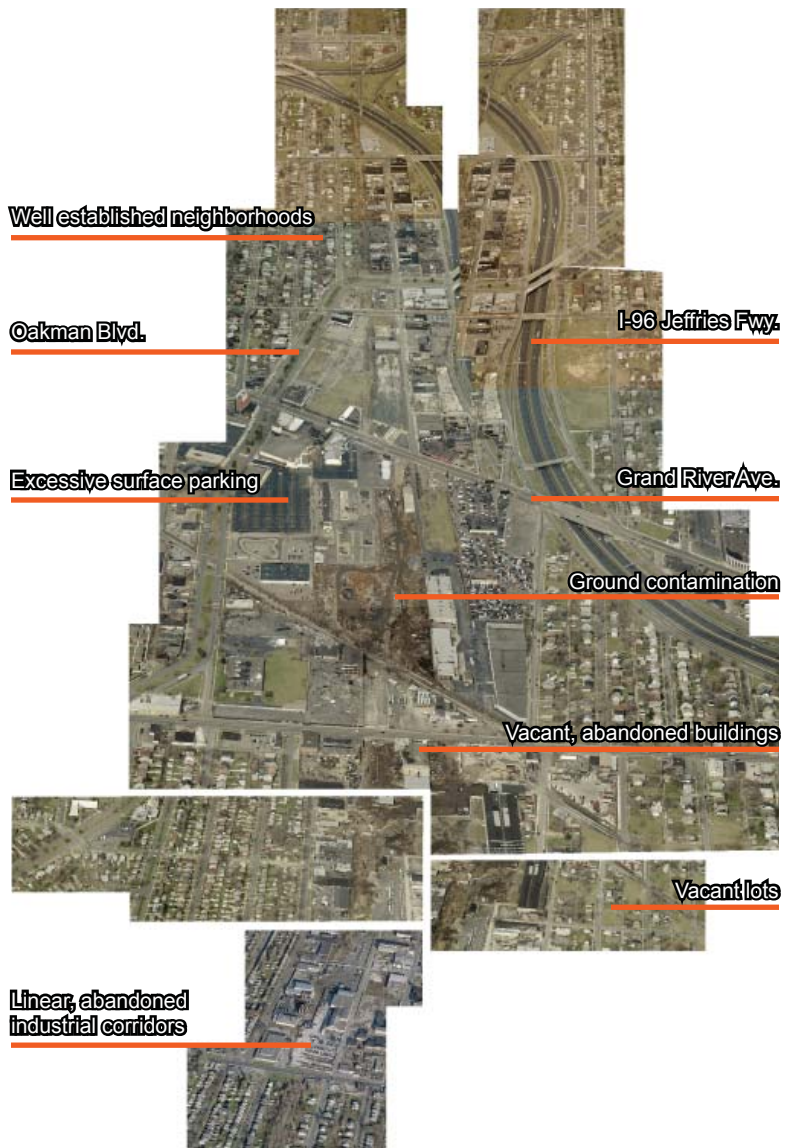 Well established neighborhoods
Oakman Blvd.
I-96 Jeffries Fwy.
Excessive surface parking
Grand River Ave.
Ground contamination
Vacant, abandoned buildings
Vacant lots
Linear, abandoned
industrial corridors